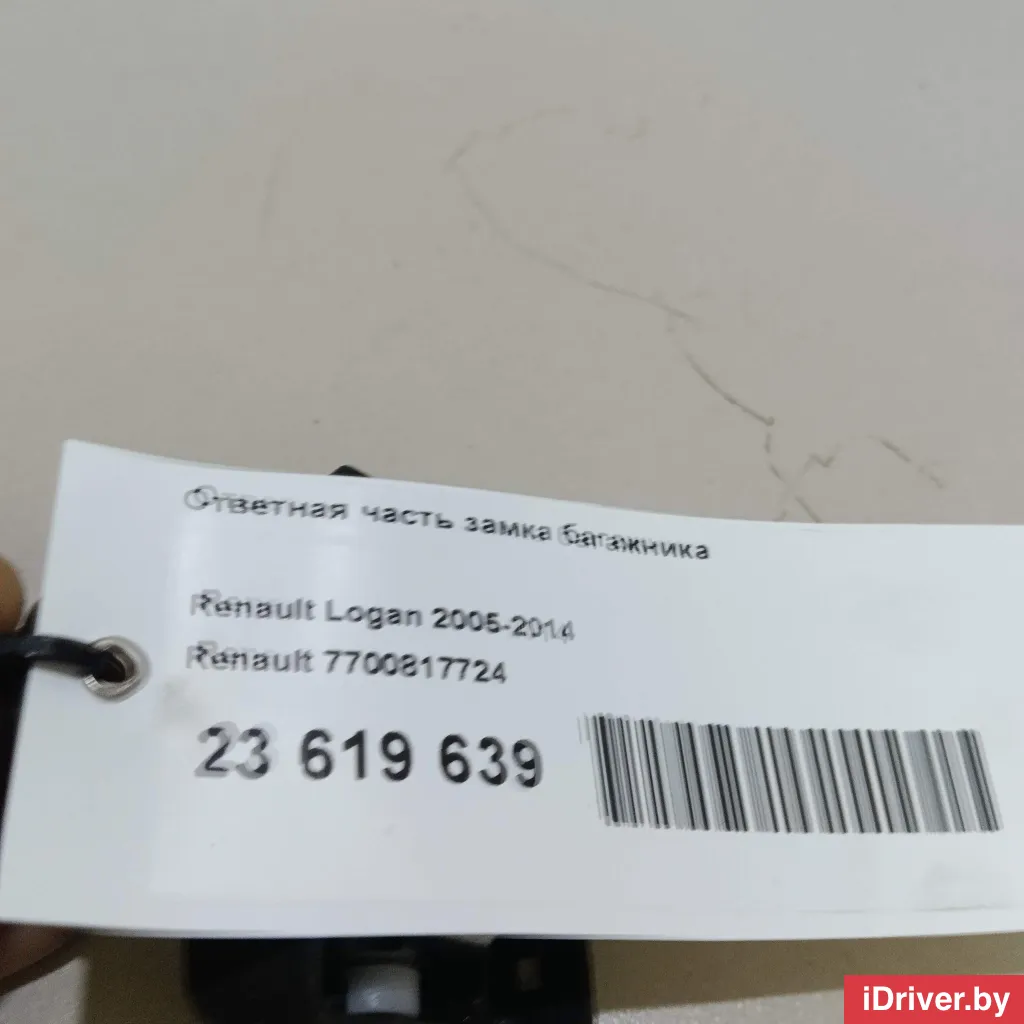 Ответная часть замка багажника
Renault Logan 2005-2014
Renault 7700817724
23 619 639
iDriver.by